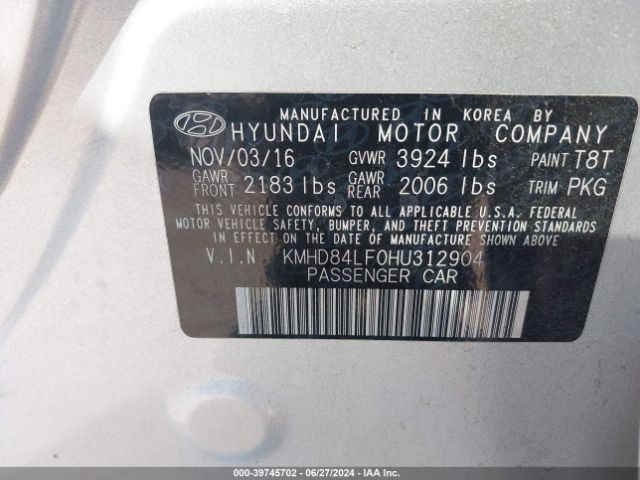 MANUFACTURED IN KOREA BY
HYUNDAI MOTOR COMPANY
NOV/03/16 GVWR 3924 lbs PAINT T8T
GAWR FRONT 2183 lbs GAWR REAR 2006 lbs TRIM PKG
THIS VEHICLE CONFORMS TO ALL APPLICABLE U.S.A. FEDERAL
MOTOR VEHICLE SAFETY, BUMPER, AND THEFT PREVENTION STANDARDS
IN EFFECT ON THE DATE OF MANUFACTURE SHOWN ABOVE
V.I.N KMHD84LF0HU312904
PASSENGER CAR
000-39745702 - 06/27/2024 - IAA Inc.